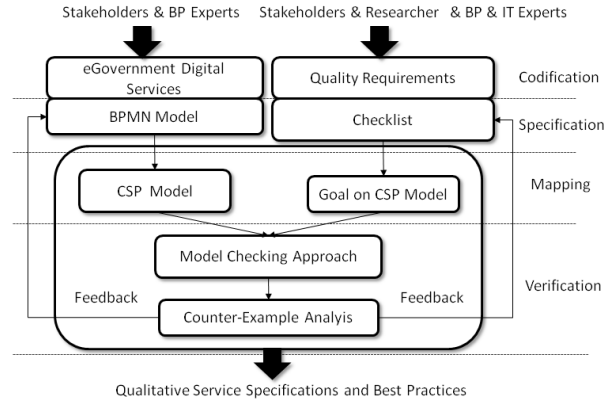 Stakeholders & BP Experts
Stakeholders & Researcher & BP & IT Experts
eGovernment Digital
Services
Quality Requirements
Codification
BPMN Model
Checklist
Specification
CSP Model
Goal on CSP Model
Mapping
Model Checking Approach
Feedback
Feedback
Verification
Counter-Example Analyis
Qualitative Service Specifications and Best Practices